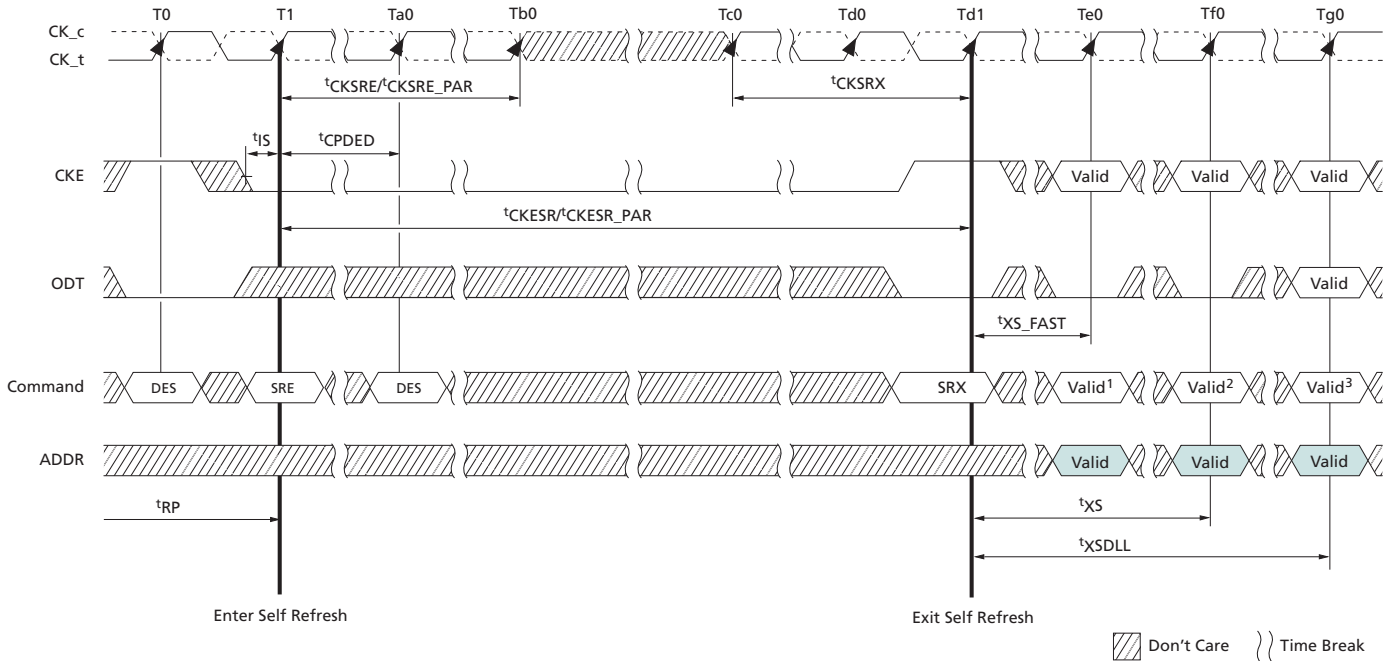 T0 T1 Ta0 Tb0 Tc0 Td0 Td1 Te0 Tf0 Tg0
CK_c
CK_t
tCKSRE/tCKSRE_PAR tCKSRX
tIS tCPDED
CKE Valid Valid Valid
tCKESR/tCKESR_PAR
ODT Valid
tXS_FAST
Command DES SRE DES SRX Valid1 Valid2 Valid3
ADDR Valid Valid Valid
tRP tXS
tXSDLL
Enter Self Refresh Exit Self Refresh
Don't Care Time Break